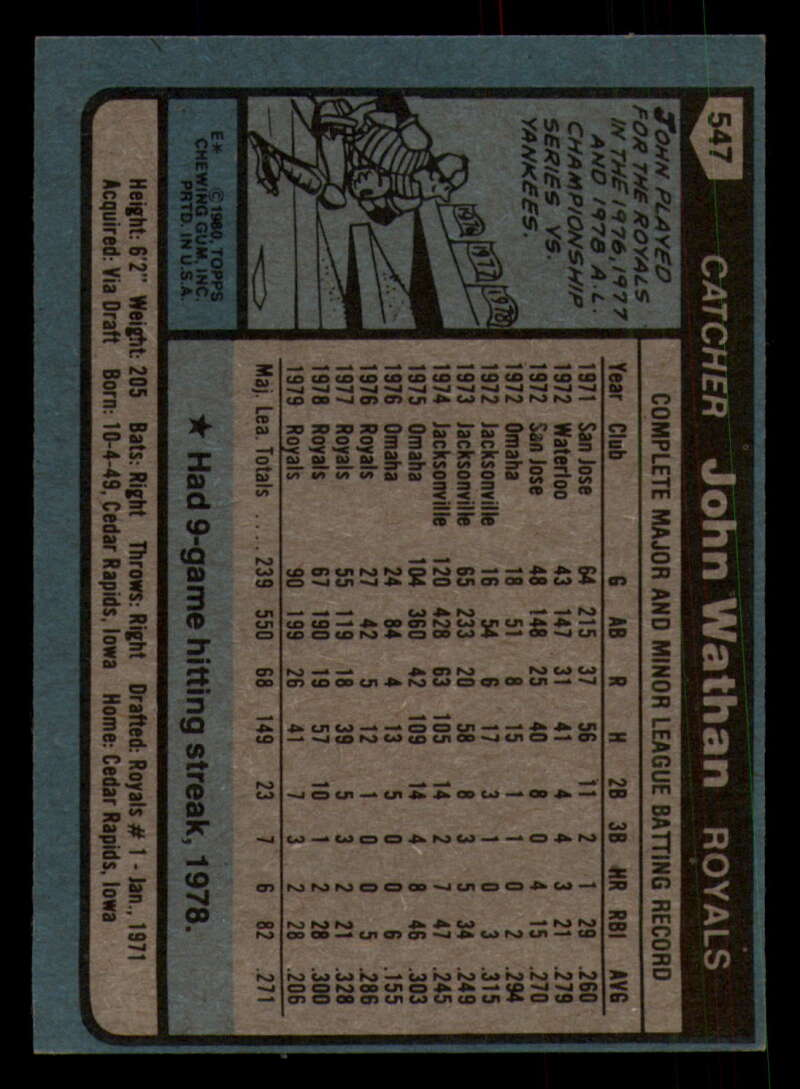 547
CATCHER John Wathan ROYALS
JOHN PLAYED
FOR THE ROYALS
IN THE 1976, 1977
AND 1978 A.L.
CHAMPIONSHIP
SERIES VS.
YANKEES.
1976
1977
1978
E* © 1980, TOPPS
CHEWING GUM, INC.
PRTD. IN U.S.A.
COMPLETE MAJOR AND MINOR LEAGUE BATTING RECORD
Year Club G AB R H 2B 3B HR RBI AVG
1971 San Jose 64 215 37 56 11 2 1 29 .260
1972 Waterloo 43 147 31 41 4 4 3 21 .279
1972 San Jose 48 148 25 40 8 0 4 15 .270
1972 Omaha 18 51 8 15 1 1 0 2 .294
1972 Jacksonville 16 54 6 17 3 1 0 3 .315
1973 Jacksonville 65 233 20 58 8 3 5 34 .249
1974 Jacksonville 120 428 63 105 14 2 7 47 .245
1975 Omaha 104 360 42 109 14 4 8 46 .303
1976 Omaha 24 84 4 13 5 0 0 6 .155
1976 Royals 27 42 5 12 1 0 0 5 .286
1977 Royals 55 119 18 39 5 3 2 21 .328
1978 Royals 67 190 19 57 10 1 2 28 .300
1979 Royals 90 199 26 41 7 3 2 28 .206
Maj. Lea. Totals ..... 239 550 68 149 23 7 6 82 .271
★ Had 9-game hitting streak, 1978.
Height: 6'2" Weight: 205 Bats: Right Throws: Right Drafted: Royals # 1 - Jan., 1971
Acquired: Via Draft Born: 10-4-49, Cedar Rapids, Iowa Home: Cedar Rapids, Iowa